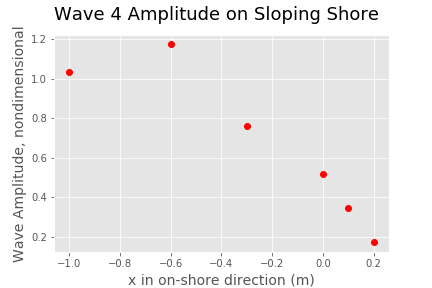 Wave 4 Amplitude on Sloping Shore
Wave Amplitude, nondimensional
1.2
1.0
0.8
0.6
0.4
0.2
−1.0 −0.8 −0.6 −0.4 −0.2 0.0 0.2
x in on-shore direction (m)